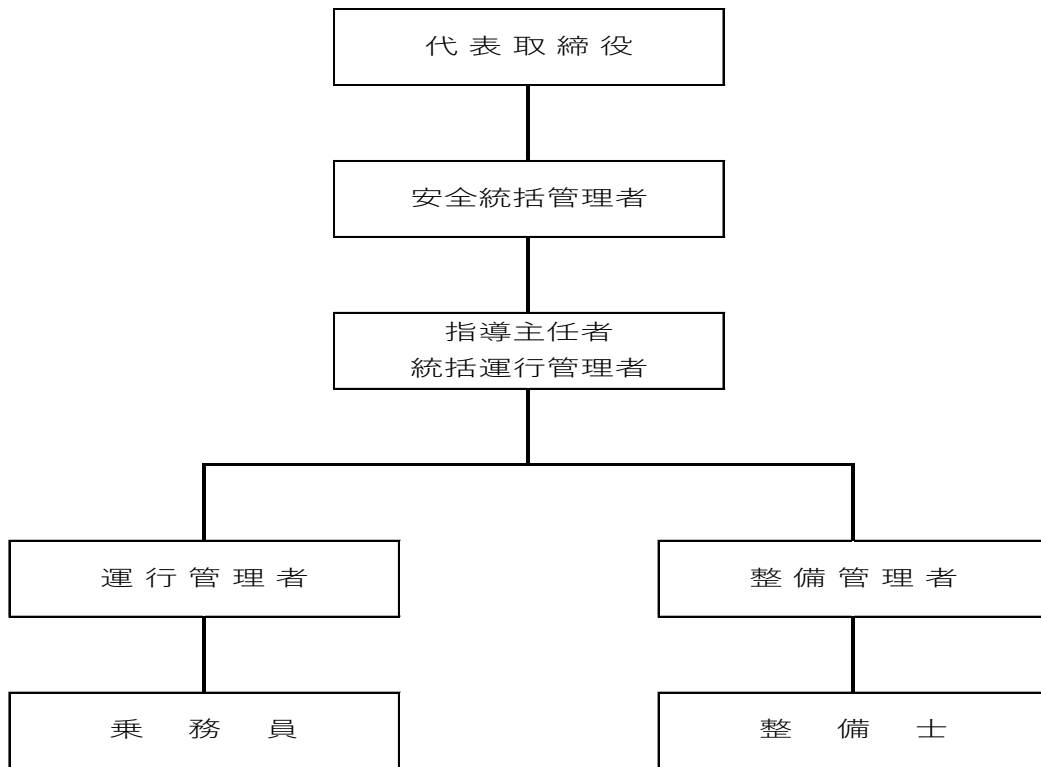 代表取締役
安全統括管理者
指導主任者
統括運行管理者
運行管理者
整備管理者
乗務員
整備士